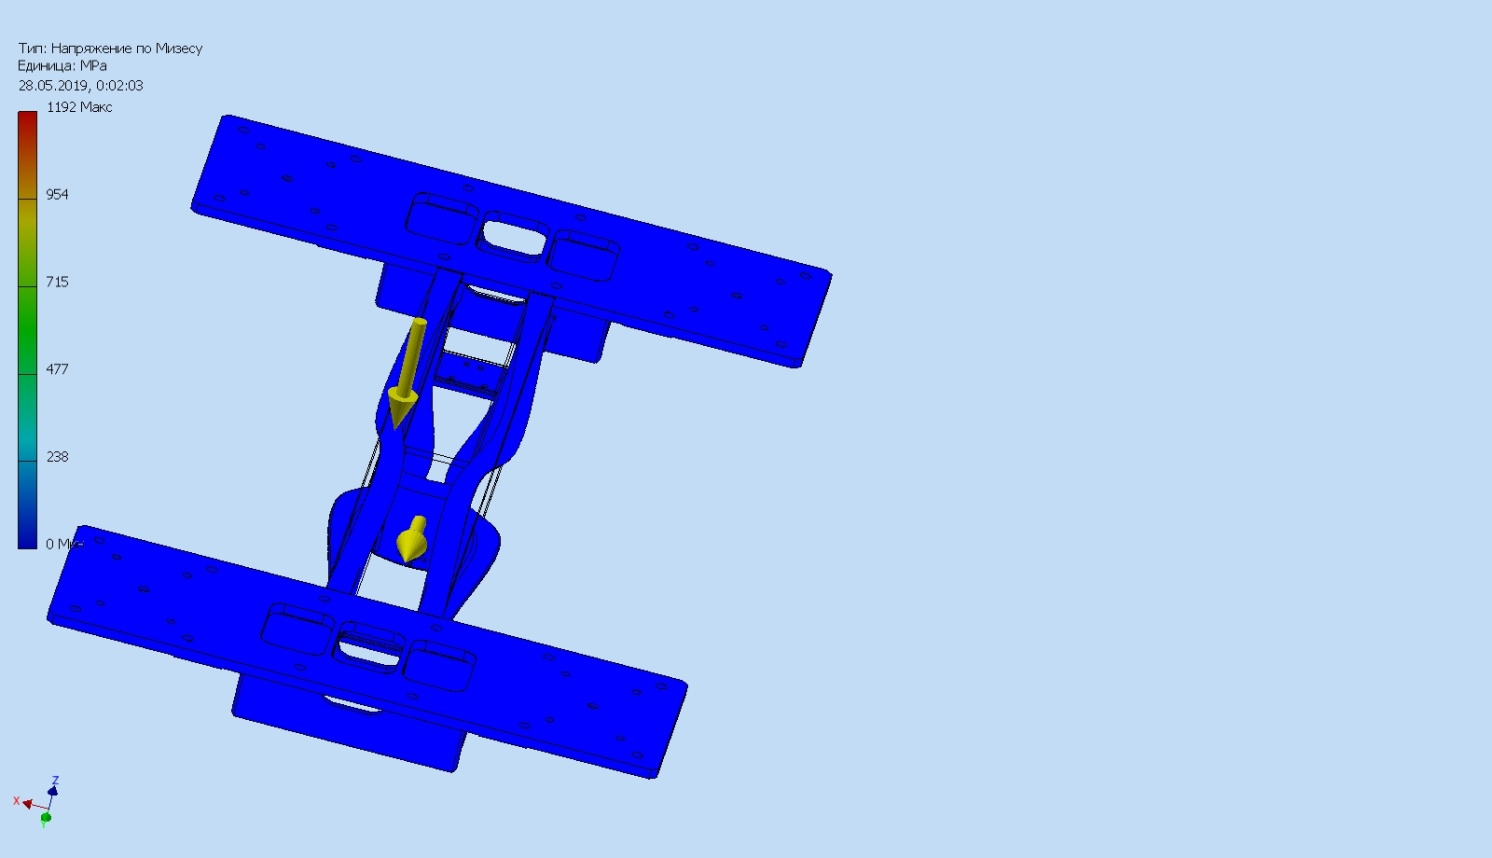 Тип: Напряжение по Мизесу
Единица: MPa
28.05.2019, 0:02:03
1192 Макс
954
715
477
238
0
Z
X
Y